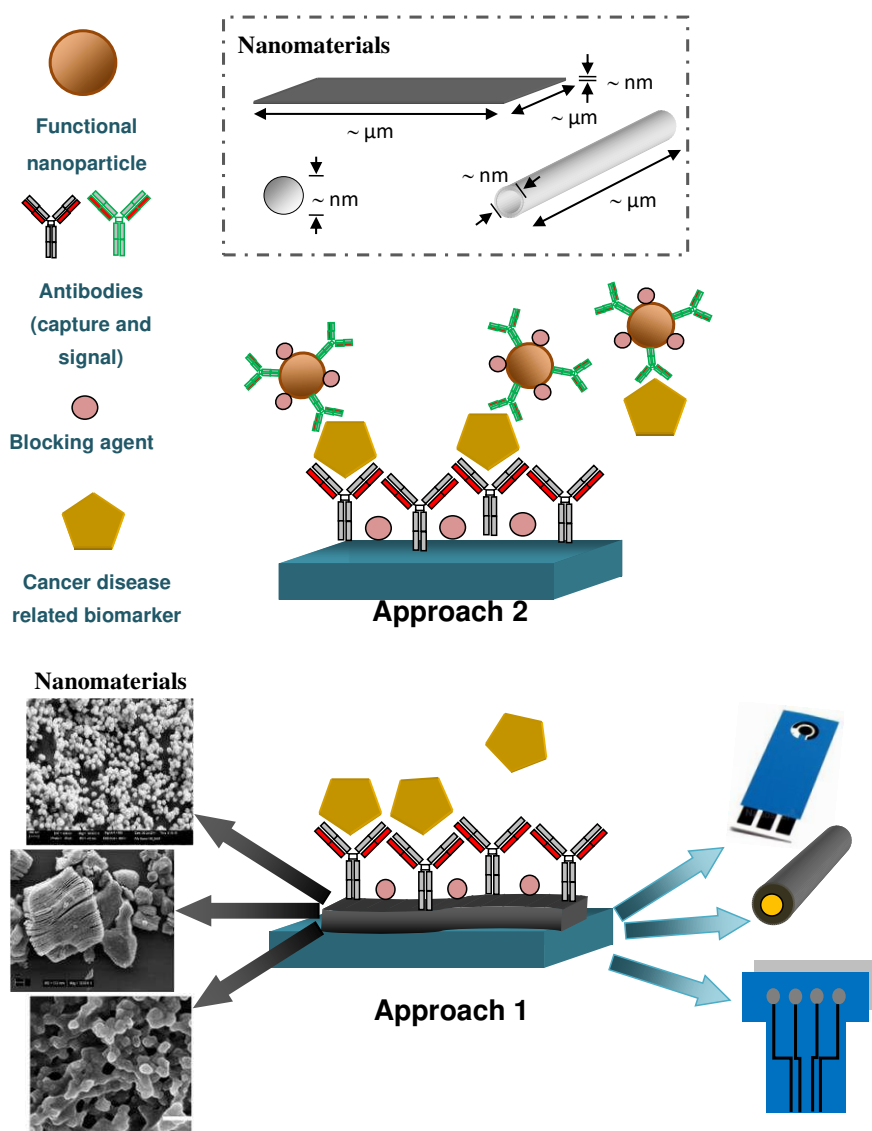 Nanomaterials
~ nm
~ μm
~ μm
~ nm
~ nm
~ μm
Functional
nanoparticle
Antibodies
(capture and
signal)
Blocking agent
Cancer disease
related biomarker
Approach 2
Nanomaterials
Approach 1